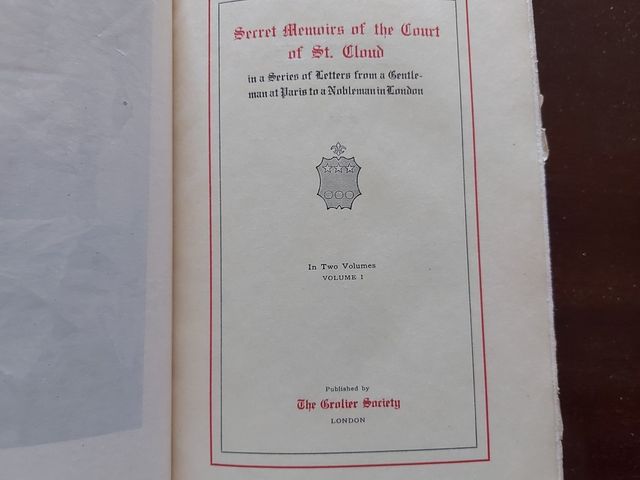 Secret Memoirs of the Court
of St. Cloud
in a Series of Letters from a Gentle-
man at Paris to a Nobleman in London
In Two Volumes
VOLUME I
Published by
The Grolier Society
LONDON